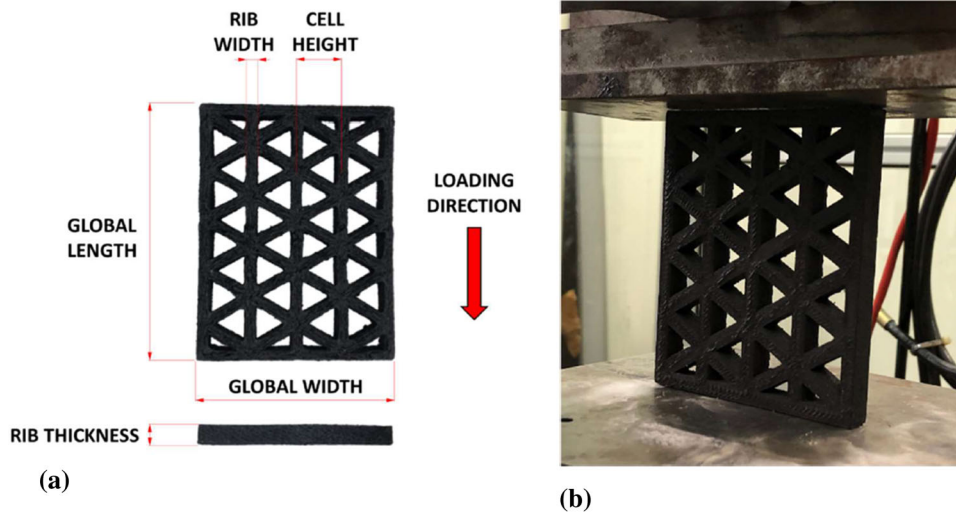 RIB
WIDTH
CELL
HEIGHT
GLOBAL
LENGTH
LOADING
DIRECTION
GLOBAL WIDTH
RIB THICKNESS
(a)
(b)